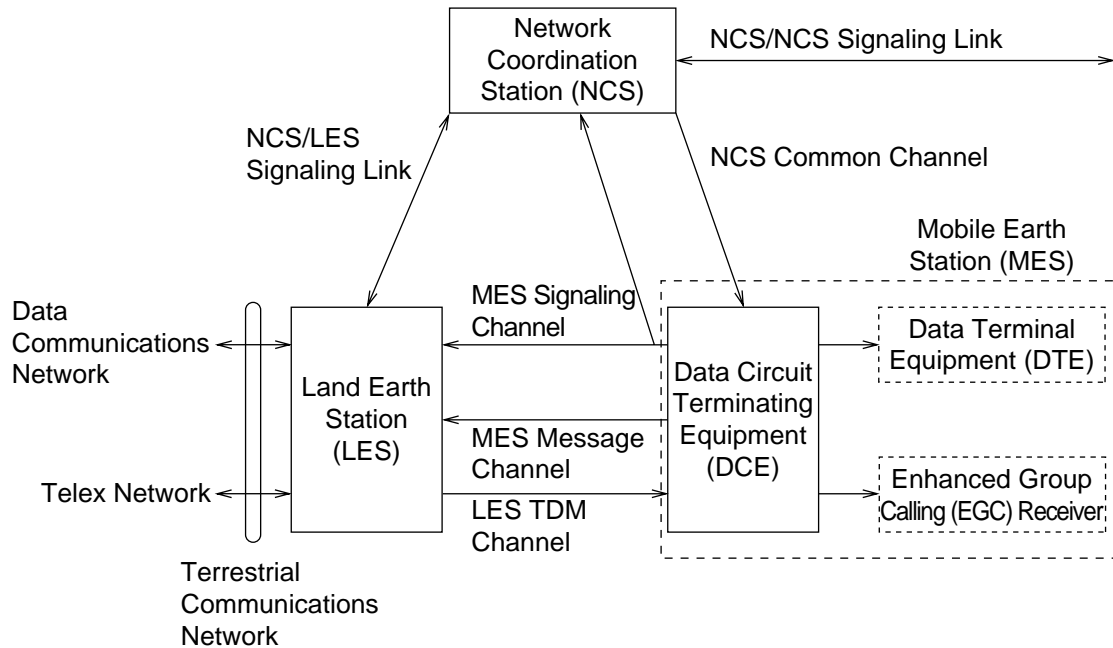 Network
Coordination
Station (NCS)
NCS/NCS Signaling Link
NCS/LES
Signaling Link
NCS Common Channel
Mobile Earth
Station (MES)
Data
Communications
Network
MES Signaling
Channel
Data Terminal
Equipment (DTE)
Land Earth
Station
(LES)
Data Circuit
Terminating
Equipment
(DCE)
MES Message
Channel
Telex Network
LES TDM
Channel
Enhanced Group
Calling (EGC) Receiver
Terrestrial
Communications
Network